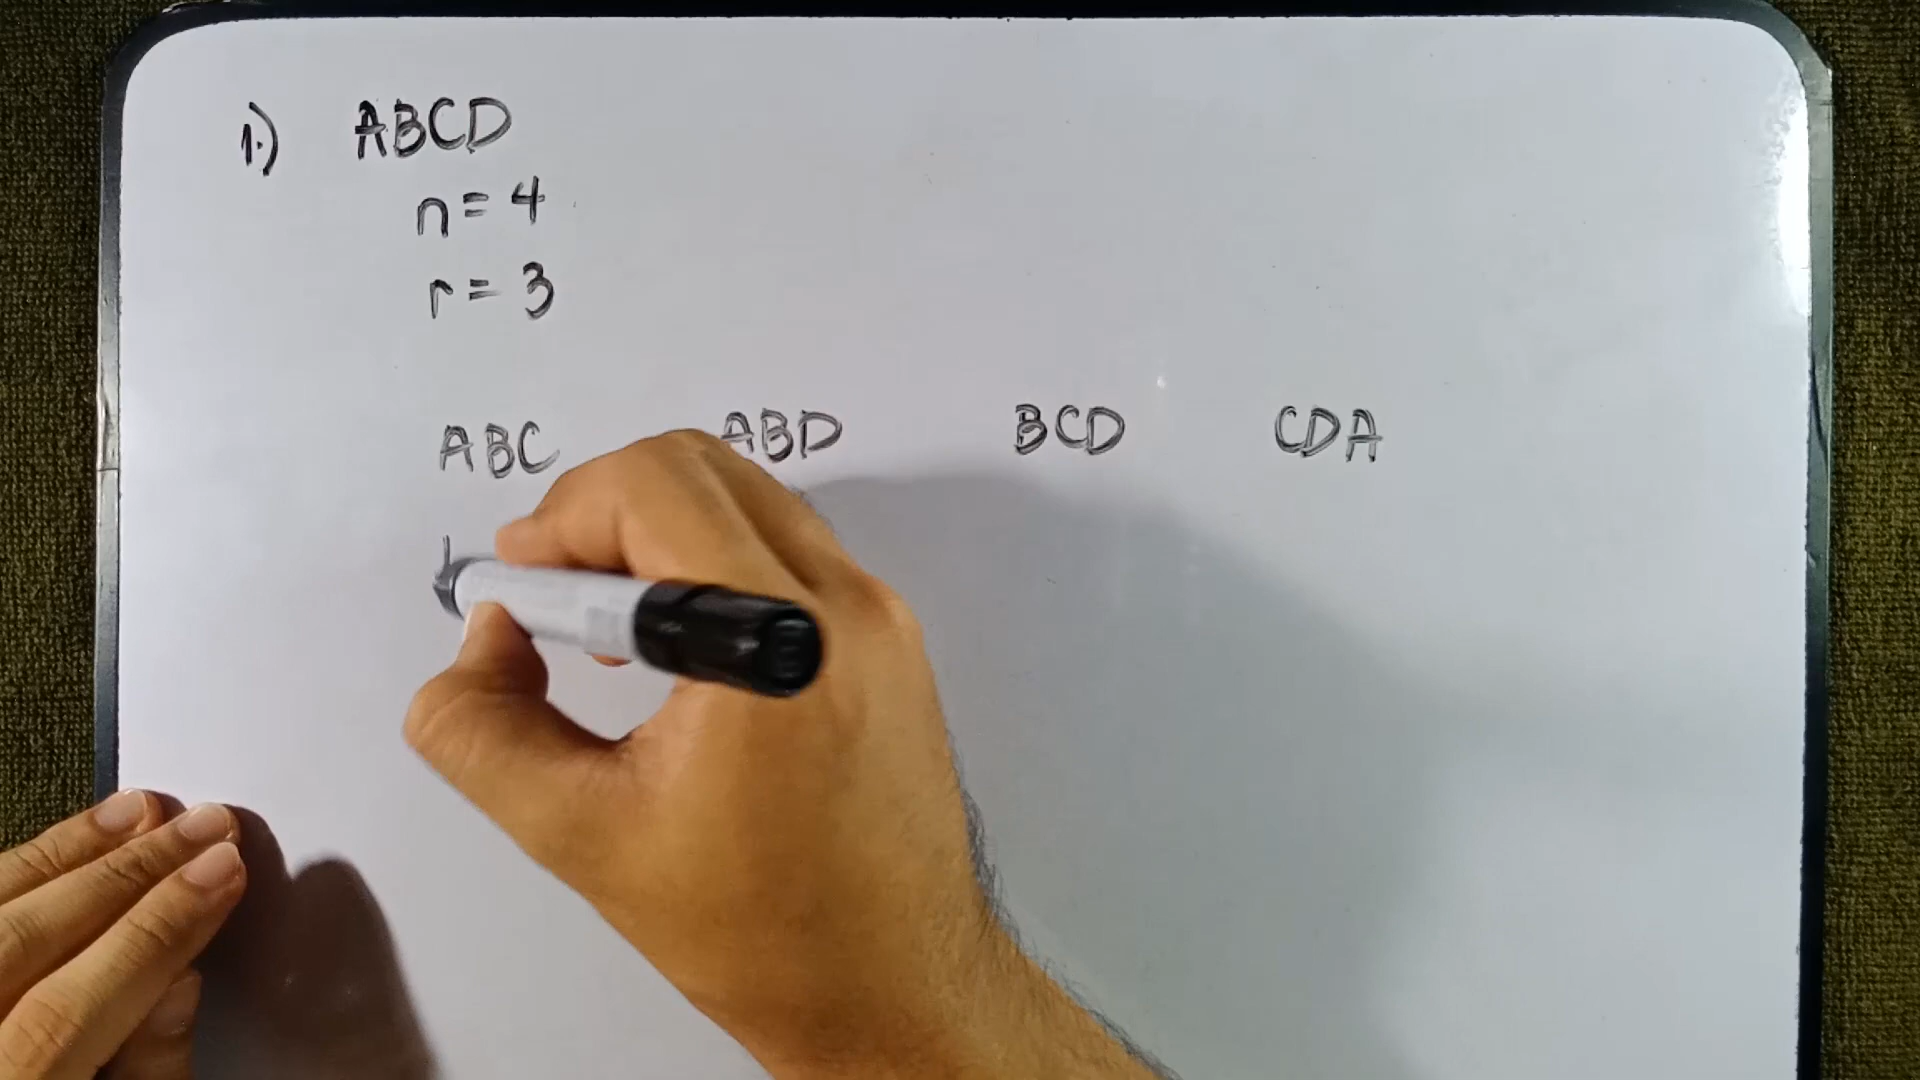 1.) ABCD
n = 4
r = 3
ABC ABD BCD CDA